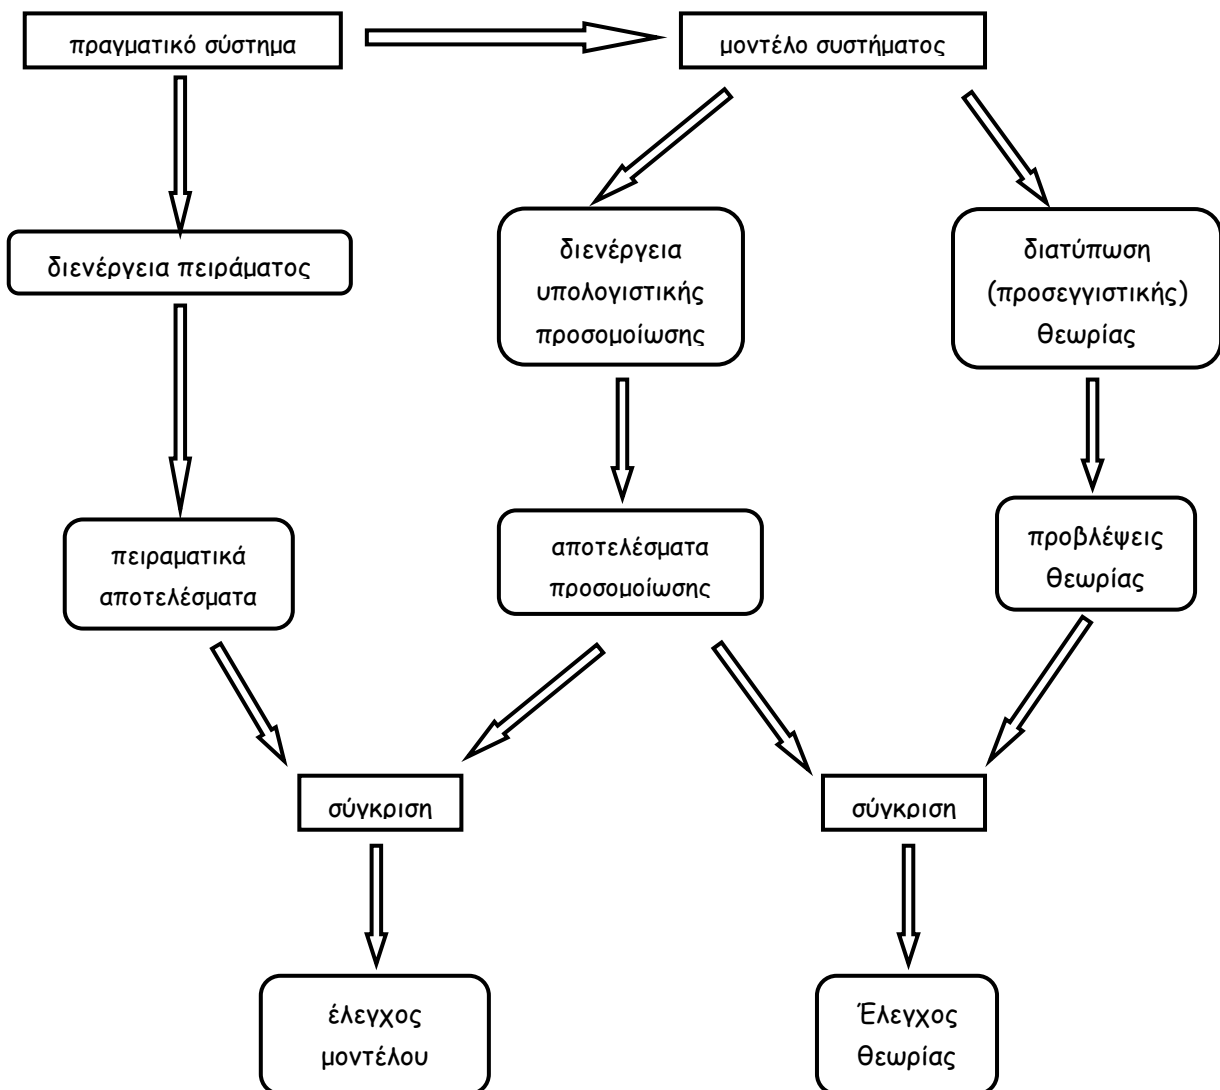 πραγματικό σύστημα
μοντέλο συστήματος
διενέργεια πειράματος
διενέργεια
υπολογιστικής
προσομοίωσης
διατύπωση
(προσεγγιστικής)
θεωρίας
πειραματικά
αποτελέσματα
αποτελέσματα
προσομοίωσης
προβλέψεις
θεωρίας
σύγκριση
σύγκριση
έλεγχος
μοντέλου
Έλεγχος
θεωρίας